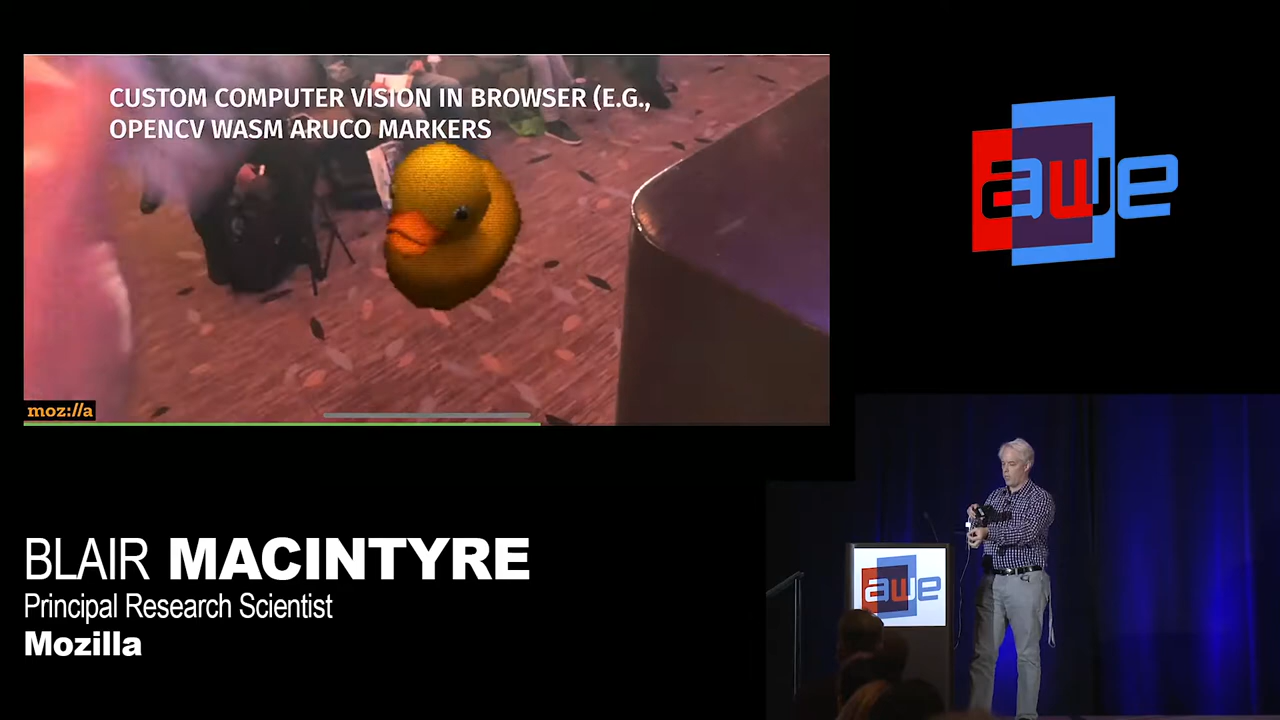 CUSTOM COMPUTER VISION IN BROWSER (E.G.,
OPENCV WASM ARUCO MARKERS
moz://a
awe
awe
BLAIR MACINTYRE
Principal Research Scientist
Mozilla